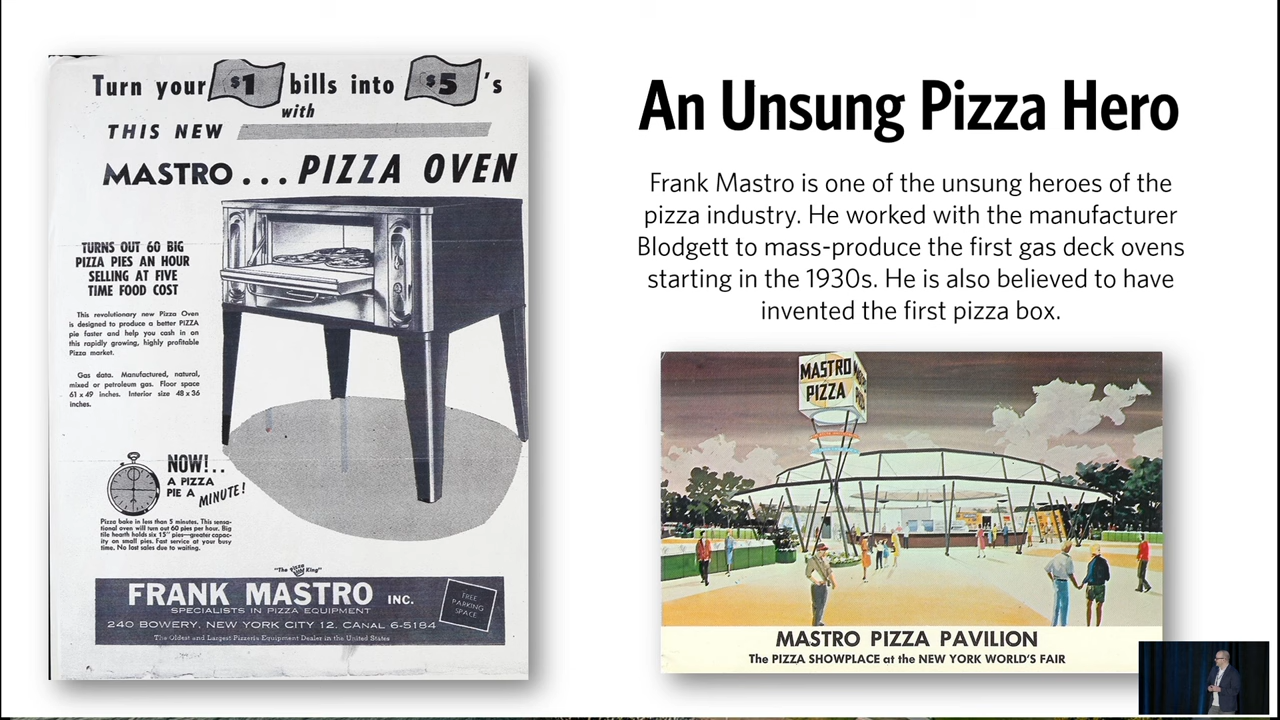 Turn your $1 bills into $5's
with
THIS NEW
MASTRO...PIZZA OVEN
TURNS OUT 60 BIG
PIZZA PIES AN HOUR
SELLING AT FIVE
TIME FOOD COST
This revolutionary new Pizza Oven
is designed to produce a better PIZZA
pie faster and help you cash in on
this rapidly growing, highly profitable
Pizza market.
Gas data. Manufactured, natural,
mixed or petroleum gas. Floor space
61 x 49 inches. Interior size 48 x 36
inches.
NOW!..
A PIZZA
PIE A MINUTE!
Pizza bake in less than 5 minutes. This sensa-
tional oven will turn out 60 pies per hour. Big
tile hearth holds six 15" pies—greater capac-
ity on small pies. Fast service at your busy
time. No lost sales due to waiting.
"The Pizza King"
FRANK MASTRO INC.
SPECIALISTS IN PIZZA EQUIPMENT
240 BOWERY, NEW YORK CITY 12. CANAL 6-5184
The Oldest and Largest Pizzeria Equipment Dealer in the United States
FREE
PARKING
SPACE
An Unsung Pizza Hero
Frank Mastro is one of the unsung heroes of the
pizza industry. He worked with the manufacturer
Blodgett to mass-produce the first gas deck ovens
starting in the 1930s. He is also believed to have
invented the first pizza box.
MASTRO
PIZZA
MASTRO PIZZA PAVILION
The PIZZA SHOWPLACE at the NEW YORK WORLD'S FAIR